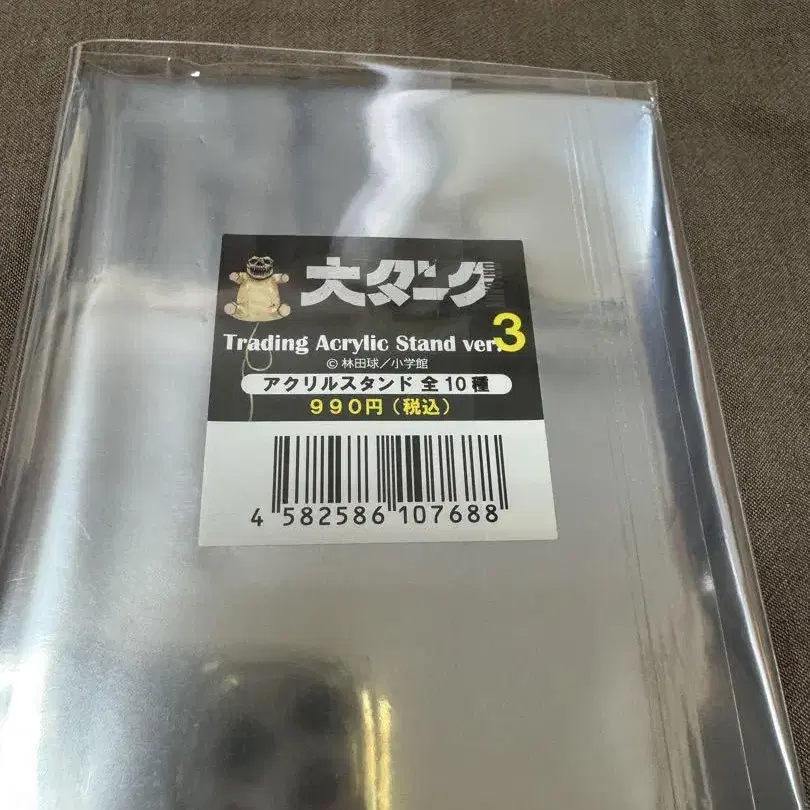 大ダーク
Trading Acrylic Stand ver.3
© 林田球／小学館
アクリルスタンド 全10種
990円（税込）
4 582586 107688